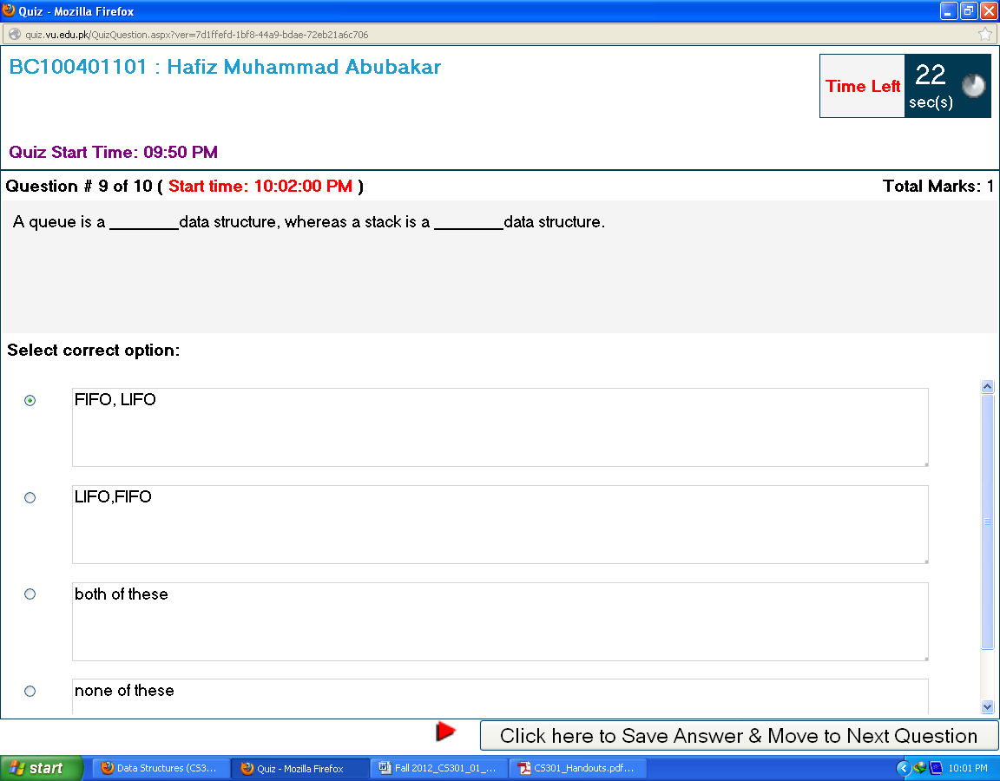 Quiz - Mozilla Firefox
quiz.vu.edu.pk/QuizQuestion.aspx?ver=7d1ffefd-1bf8-44a9-bdae-72eb21a6c706
BC100401101 : Hafiz Muhammad Abubakar
Time Left
22
sec(s)
Quiz Start Time: 09:50 PM
Question # 9 of 10 ( Start time: 10:02:00 PM )
Total Marks: 1
A queue is a ________data structure, whereas a stack is a ________data structure.
Select correct option:
FIFO, LIFO
LIFO,FIFO
both of these
none of these
Click here to Save Answer & Move to Next Question
start
Data Structures (CS3...
Quiz - Mozilla Firefox
Fall 2012_CS301_01_...
CS301_Handouts.pdf...
10:01 PM